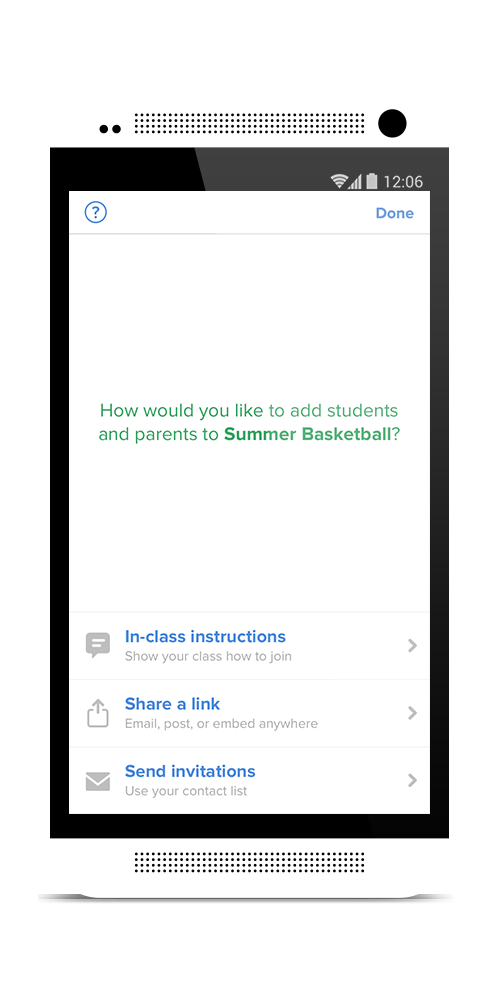 12:06
? Done
How would you like to add students
and parents to Summer Basketball?
In-class instructions
Show your class how to join
Share a link
Email, post, or embed anywhere
Send invitations
Use your contact list